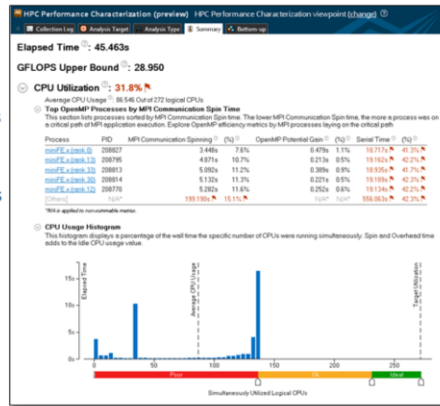 HPC Performance Characterization (preview) HPC Performance Characterization viewpoint (change)
Collection Log Analysis Target Analysis Type Summary Bottom-up
Elapsed Time: 45.463s
GFLOPS Upper Bound: 28.950
CPU Utilization: 31.8%
Average CPU Usage: 86.546 Out of 272 logical CPUs
Top OpenMP Processes by MPI Communication Spin Time
This section lists processes sorted by MPI Communication Spin time. The lower MPI Communication Spin time, the more a process was on
a critical path of MPI application execution. Explore OpenMP efficiency metrics by MPI processes laying on the critical path
Process PID MPI Communication Spinning (%) OpenMP Potential Gain (%) Serial Time (%)
miniFE.x (rank 0) 208827 3.448s 7.6% 0.479s 1.1% 18.717s 41.3%
miniFE.x (rank 13) 208795 4.871s 10.7% 0.213s 0.5% 19.162s 42.2%
miniFE.x (rank 33) 208813 5.092s 11.2% 0.389s 0.9% 18.935s 41.7%
miniFE.x (rank 30) 208814 5.132s 11.3% 0.221s 0.5% 19.189s 42.3%
miniFE.x (rank 12) 208770 5.282s 11.6% 0.252s 0.6% 19.134s 42.2%
[Others] N/A* 199.190s 15.1% N/A* N/A* 556.063s 42.3%
*N/A is applied to non-summable metrics.
CPU Usage Histogram
This histogram displays a percentage of the wall time the specific number of CPUs were running simultaneously. Spin and Overhead time
adds to the Idle CPU usage value.
Elapsed Time
Average CPU Usage
Target Utilization
15s
10s
5s
0s
0 50 100 150 200 250
Poor Ok Ideal
Simultaneously Utilized Logical CPUs